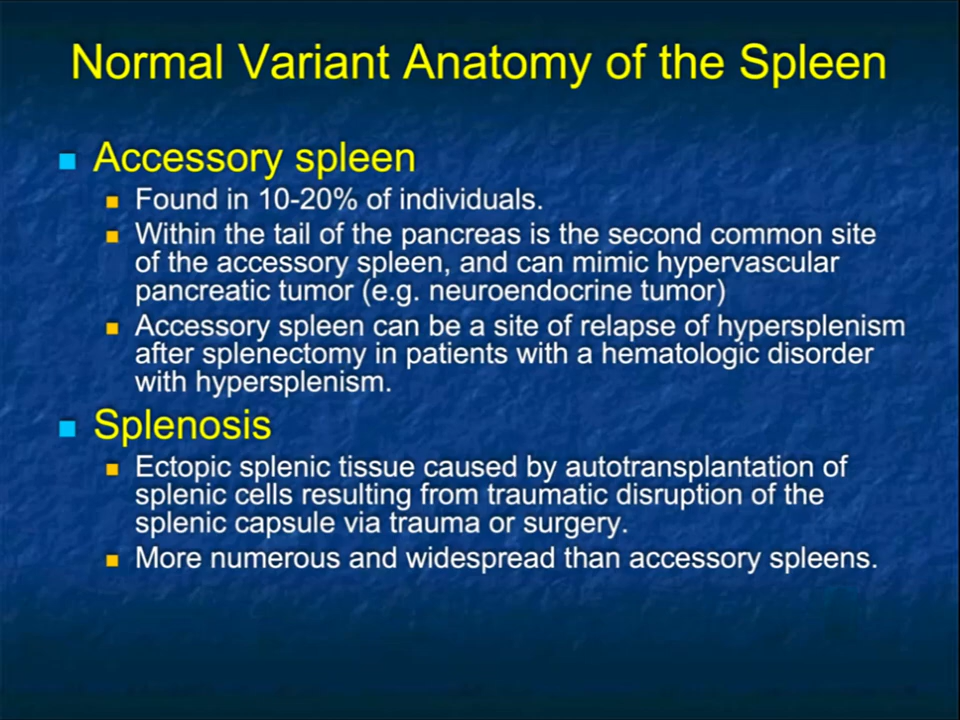 Normal Variant Anatomy of the Spleen
Accessory spleen
Found in 10-20% of individuals.
Within the tail of the pancreas is the second common site
of the accessory spleen, and can mimic hypervascular
pancreatic tumor (e.g. neuroendocrine tumor)
Accessory spleen can be a site of relapse of hypersplenism
after splenectomy in patients with a hematologic disorder
with hypersplenism.
Splenosis
Ectopic splenic tissue caused by autotransplantation of
splenic cells resulting from traumatic disruption of the
splenic capsule via trauma or surgery.
More numerous and widespread than accessory spleens.